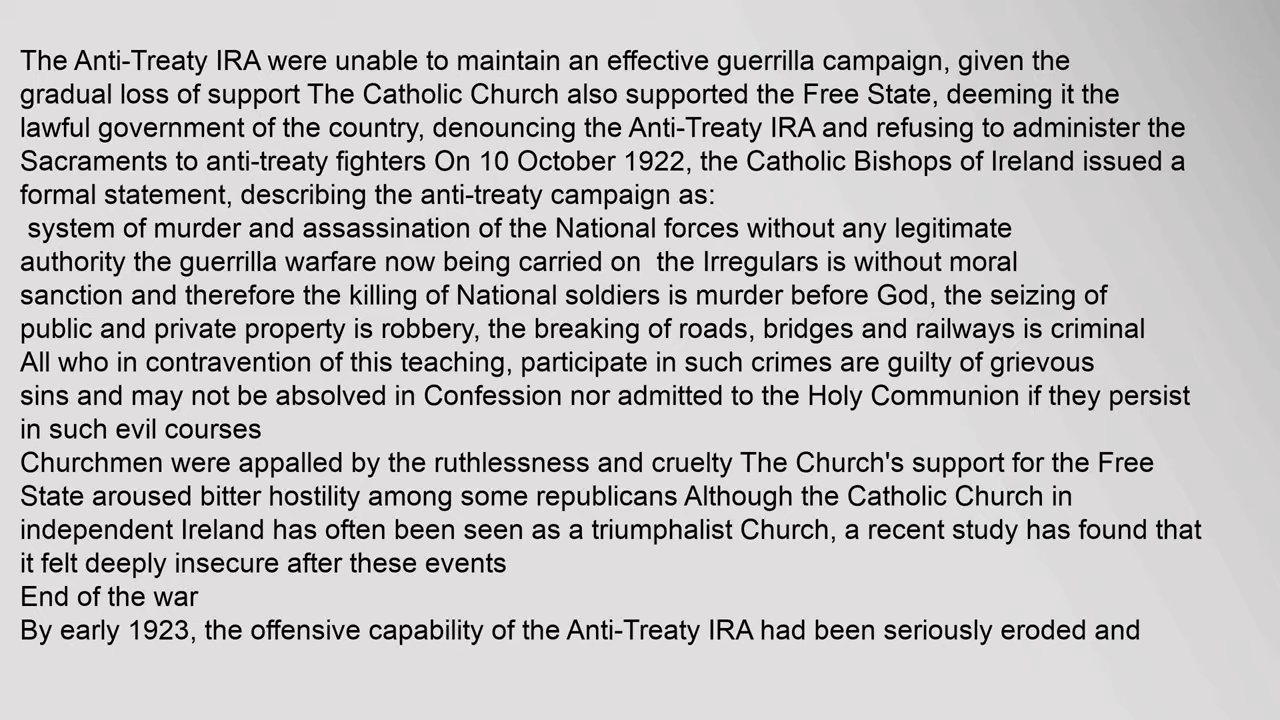 The Anti-Treaty IRA were unable to maintain an effective guerrilla campaign, given the
gradual loss of support The Catholic Church also supported the Free State, deeming it the
lawful government of the country, denouncing the Anti-Treaty IRA and refusing to administer the
Sacraments to anti-treaty fighters On 10 October 1922, the Catholic Bishops of Ireland issued a
formal statement, describing the anti-treaty campaign as:
system of murder and assassination of the National forces without any legitimate
authority the guerrilla warfare now being carried on  the Irregulars is without moral
sanction and therefore the killing of National soldiers is murder before God, the seizing of
public and private property is robbery, the breaking of roads, bridges and railways is criminal
All who in contravention of this teaching, participate in such crimes are guilty of grievous
sins and may not be absolved in Confession nor admitted to the Holy Communion if they persist
in such evil courses
Churchmen were appalled by the ruthlessness and cruelty The Church's support for the Free
State aroused bitter hostility among some republicans Although the Catholic Church in
independent Ireland has often been seen as a triumphalist Church, a recent study has found that
it felt deeply insecure after these events
End of the war
By early 1923, the offensive capability of the Anti-Treaty IRA had been seriously eroded and